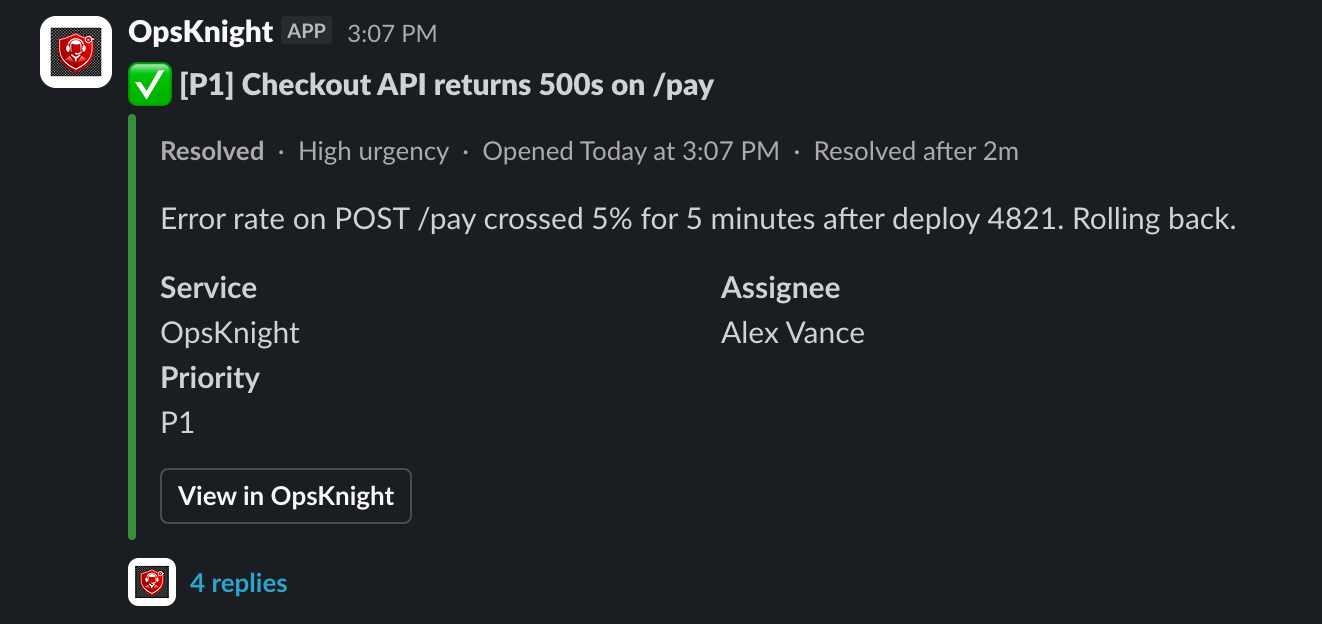 OpsKnight APP 3:07 PM
✅ [P1] Checkout API returns 500s on /pay
Resolved · High urgency · Opened Today at 3:07 PM · Resolved after 2m
Error rate on POST /pay crossed 5% for 5 minutes after deploy 4821. Rolling back.
Service Assignee
OpsKnight Alex Vance
Priority
P1
View in OpsKnight
4 replies